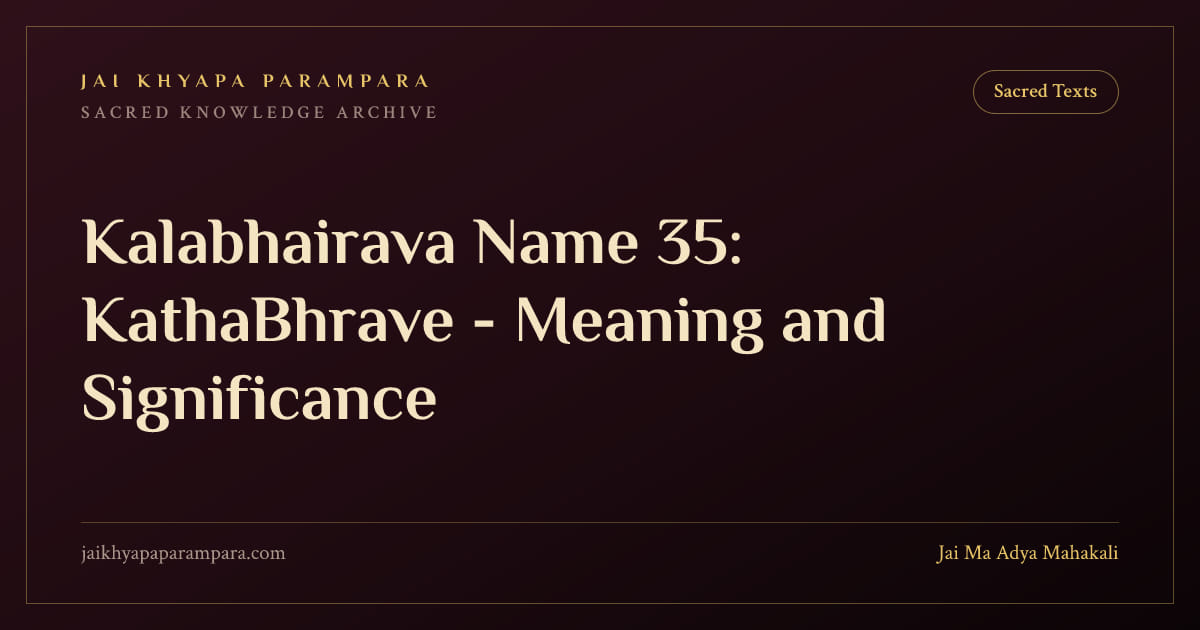 JAI KHYAPA PARAMPARA
SACRED KNOWLEDGE ARCHIVE
Sacred Texts
Kalabhairava Name 35:
KathaBhrave - Meaning and
Significance
jaikhyapaparampara.com
Jai Ma Adya Mahakali